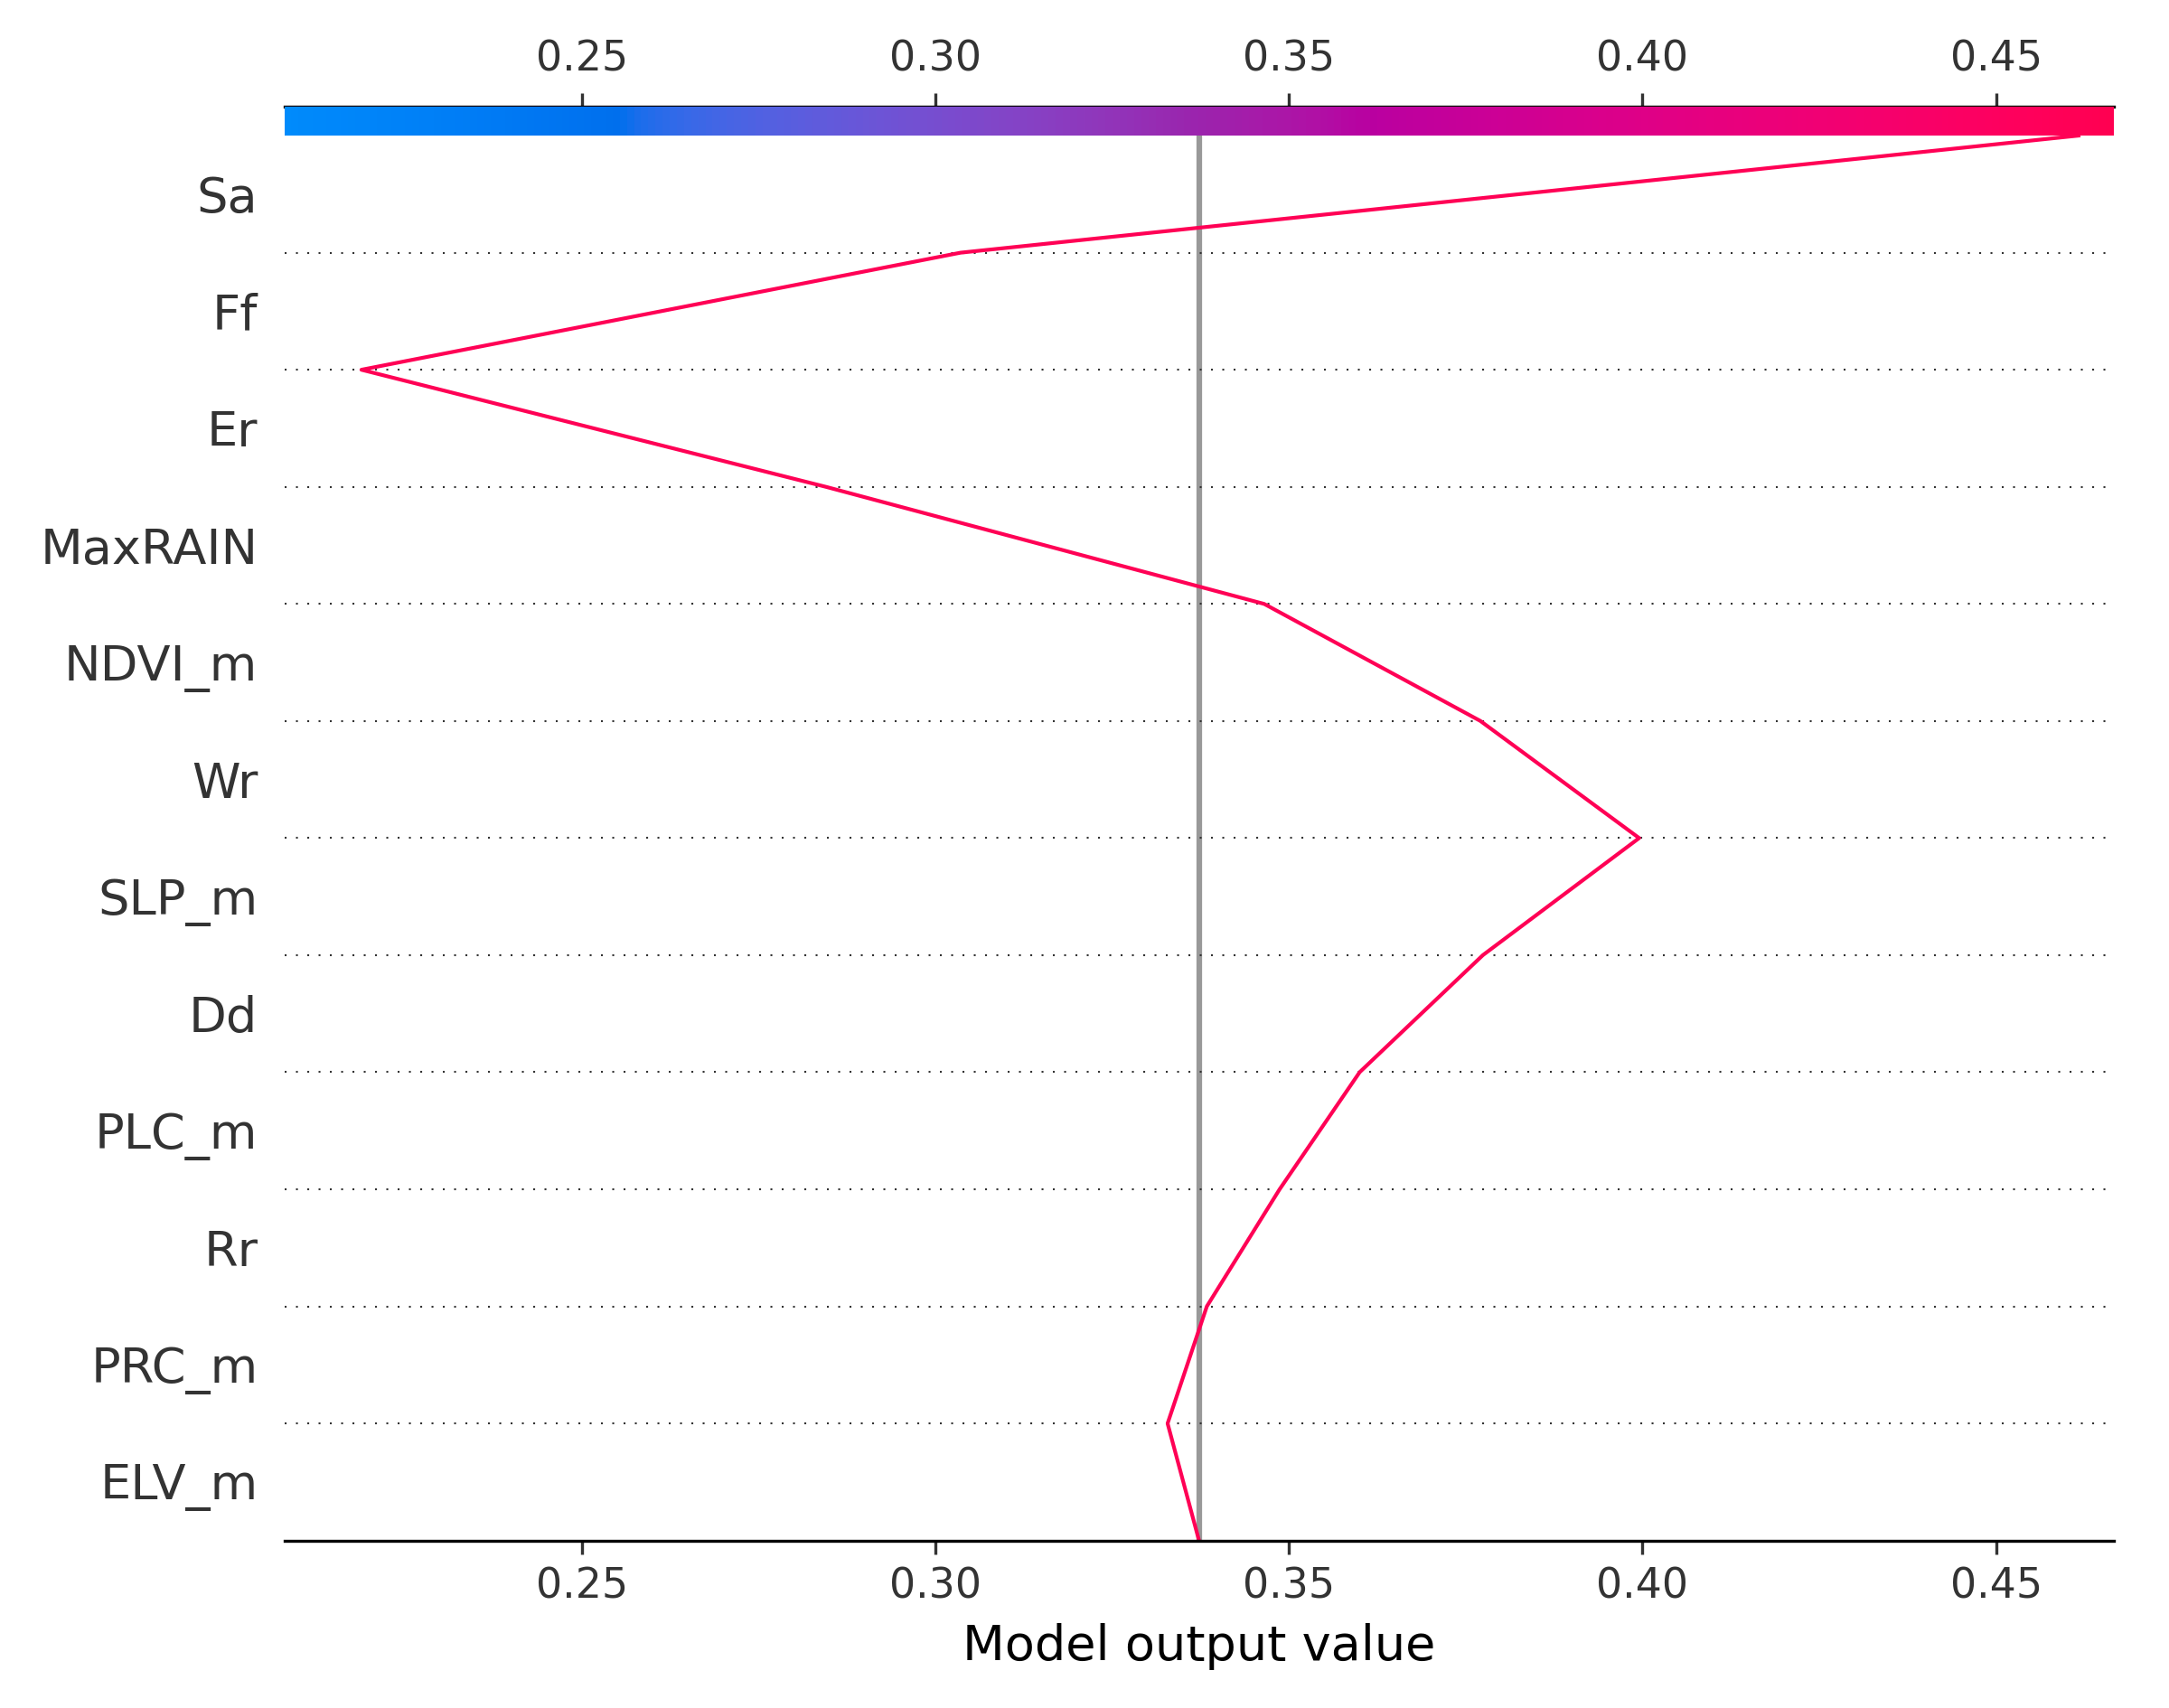 0.25 0.30 0.35 0.40 0.45
Sa
Ff
Er
MaxRAIN
NDVI_m
Wr
SLP_m
Dd
PLC_m
Rr
PRC_m
ELV_m
0.25 0.30 0.35 0.40 0.45
Model output value